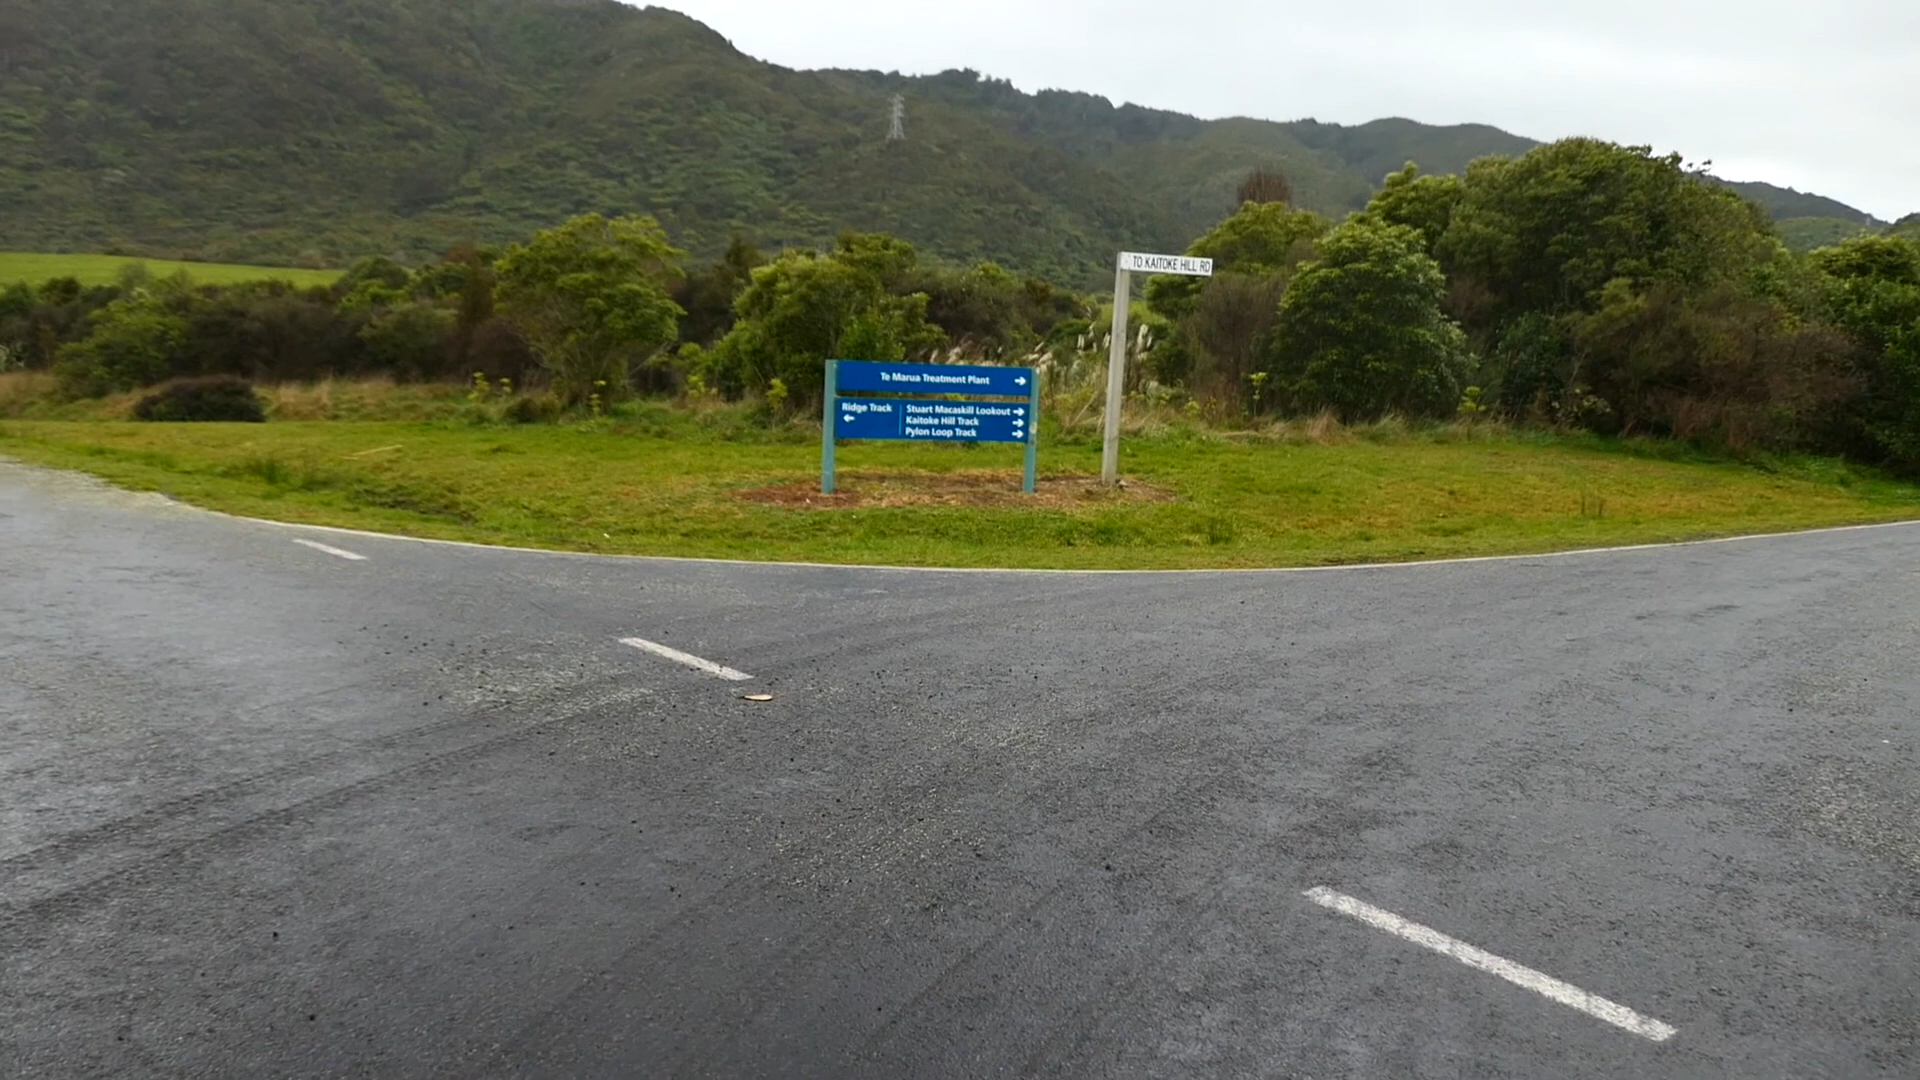 TO KAITOKE HILL RD
Te Marua Treatment Plant →
Ridge Track
←
Stuart Macaskill Lookout →
Kaitoke Hill Track →
Pylon Loop Track →